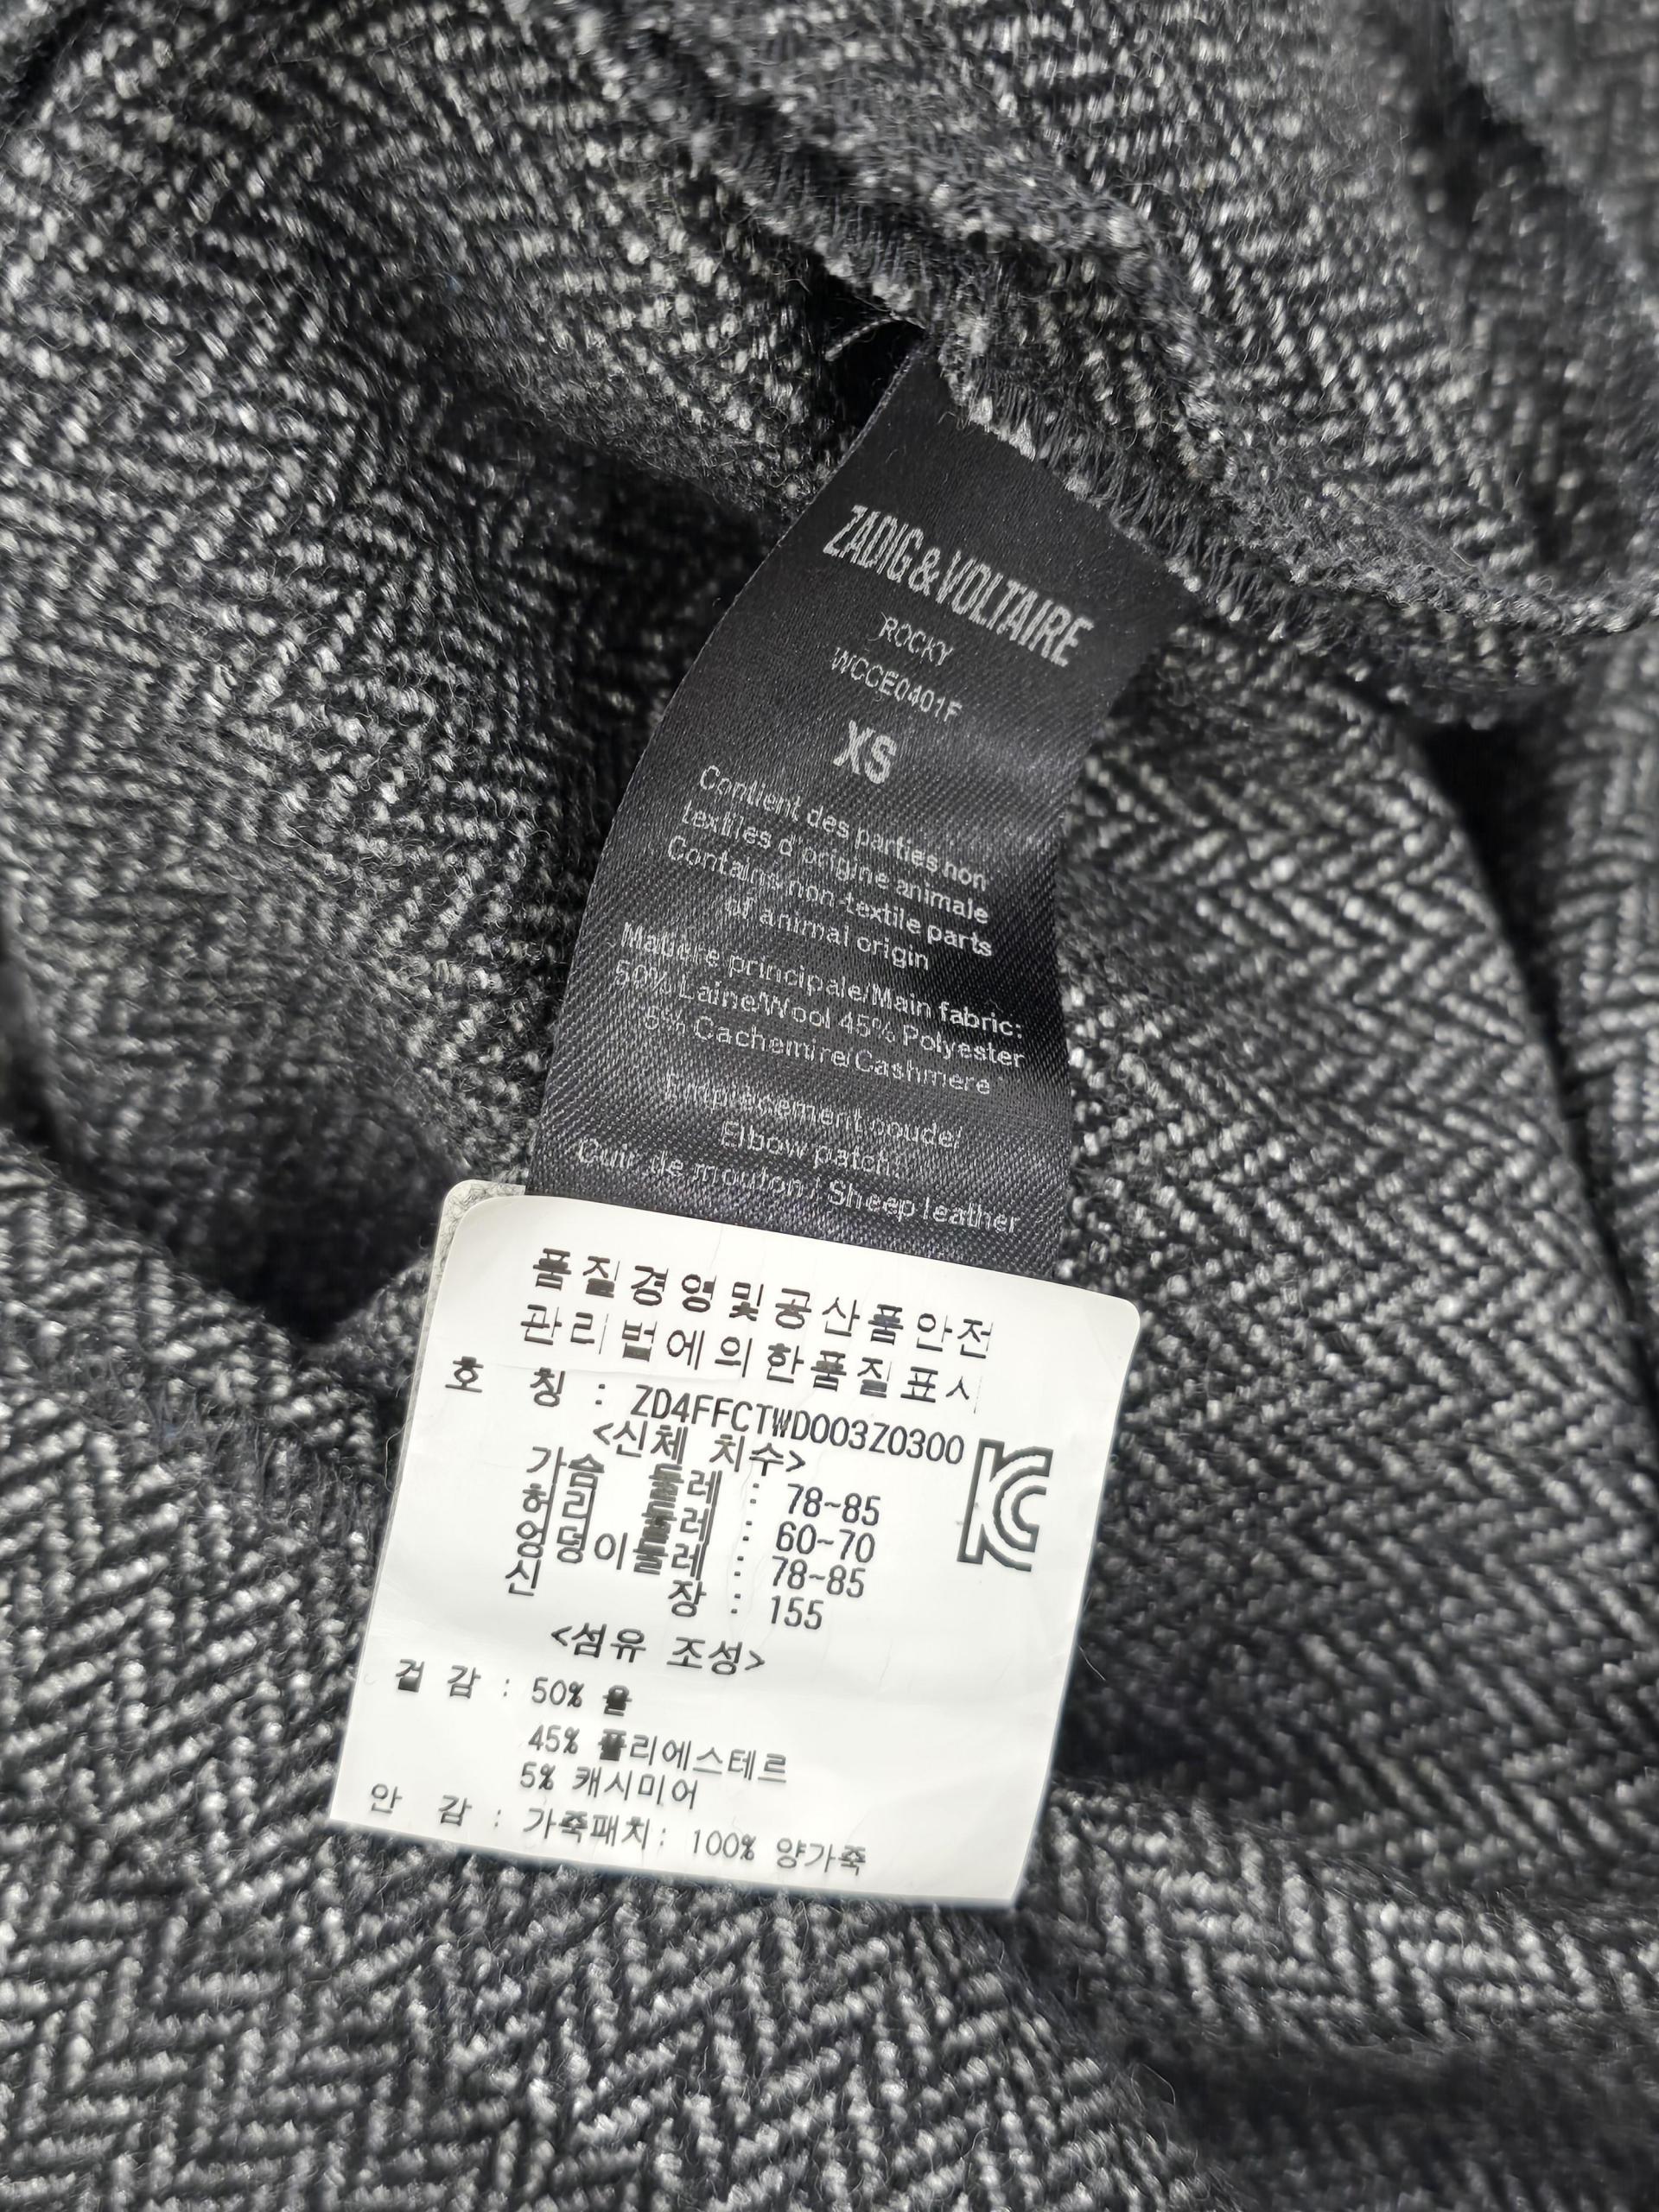 ZADIG&VOLTAIRE
ROCKY
WCCE0401F
XS
Contient des parties non
textiles d'origine animale
Contains non-textile parts
of animal origin
Matière principale/Main fabric:
50% Laine/Wool 45% Polyester
5% Cachemire/Cashmere
Empiècement coude/
Elbow patch:
Cuir de mouton / Sheep leather
품질경영및공산품안전
관리법에의한품질표시
호 칭 : ZD4FFCTWD003Z0300
<신체 치수>
가슴 둘레 : 78~85
허리 둘레 : 60~70
엉덩이둘레 : 78~85
신 장 : 155
<섬유 조성>
겉 감 : 50% 울
45% 폴리에스테르
5% 캐시미어
안 감 : 가죽패치: 100% 양가죽